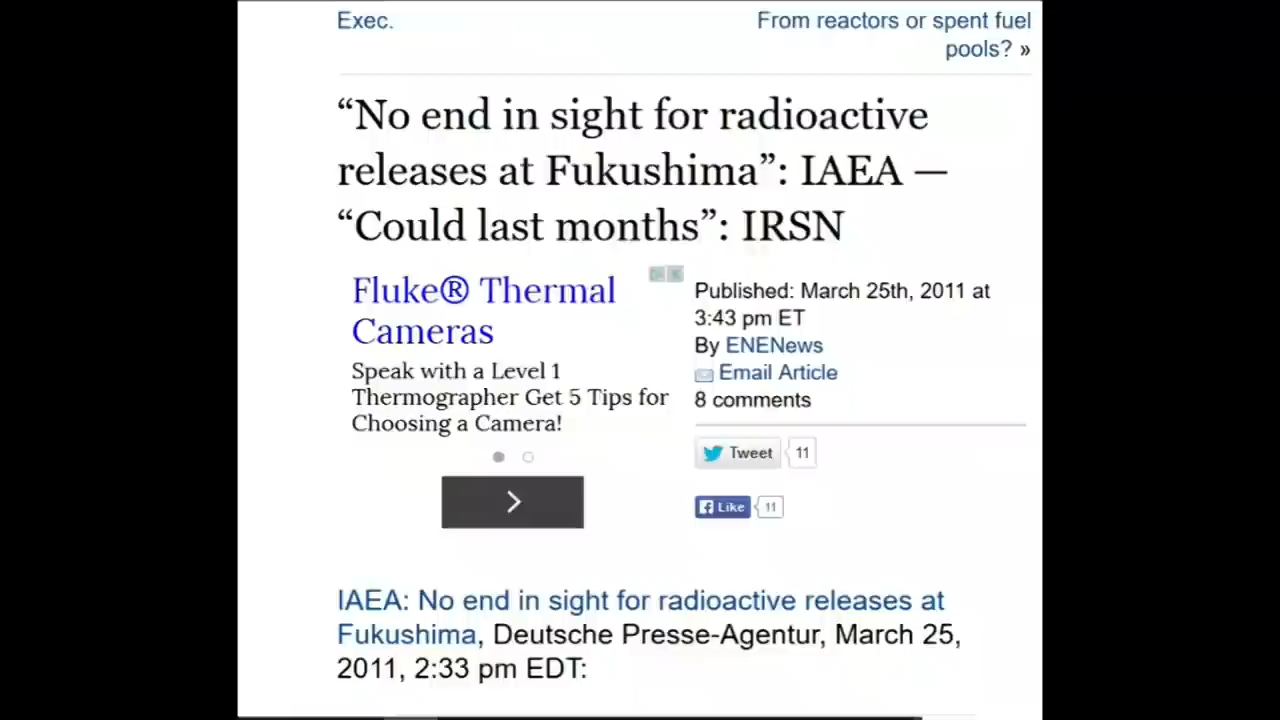 Exec.
From reactors or spent fuel
pools? »
“No end in sight for radioactive
releases at Fukushima”: IAEA —
“Could last months”: IRSN
Fluke® Thermal
Cameras
Speak with a Level 1
Thermographer Get 5 Tips for
Choosing a Camera!
Published: March 25th, 2011 at
3:43 pm ET
By ENENews
Email Article
8 comments
Tweet 11
Like 11
IAEA: No end in sight for radioactive releases at
Fukushima, Deutsche Presse-Agentur, March 25,
2011, 2:33 pm EDT: